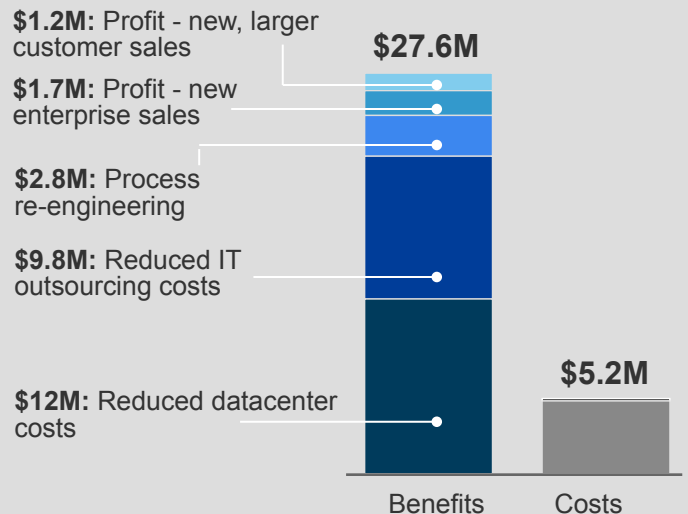 $1.2M: Profit - new, larger
customer sales
$27.6M
$1.7M: Profit - new
enterprise sales
$2.8M: Process
re-engineering
$9.8M: Reduced IT
outsourcing costs
$5.2M
$12M: Reduced datacenter
costs
Benefits
Costs